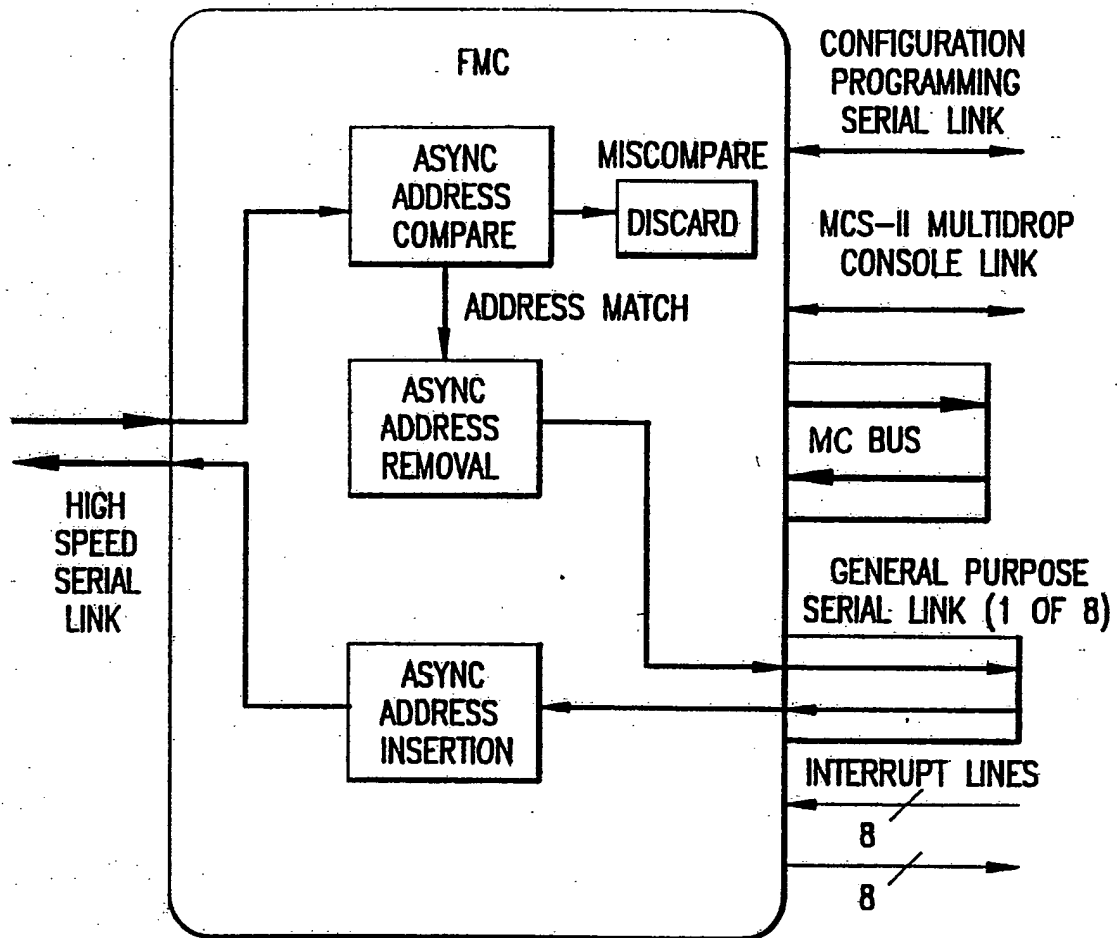 FMC
CONFIGURATION
PROGRAMMING
SERIAL LINK
ASYNC
ADDRESS
COMPARE
MISCOMPARE
DISCARD
MCS-II MULTIDROP
CONSOLE LINK
ADDRESS MATCH
ASYNC
ADDRESS
REMOVAL
MC BUS
HIGH
SPEED
SERIAL
LINK
GENERAL PURPOSE
SERIAL LINK (1 OF 8)
ASYNC
ADDRESS
INSERTION
INTERRUPT LINES
8
8